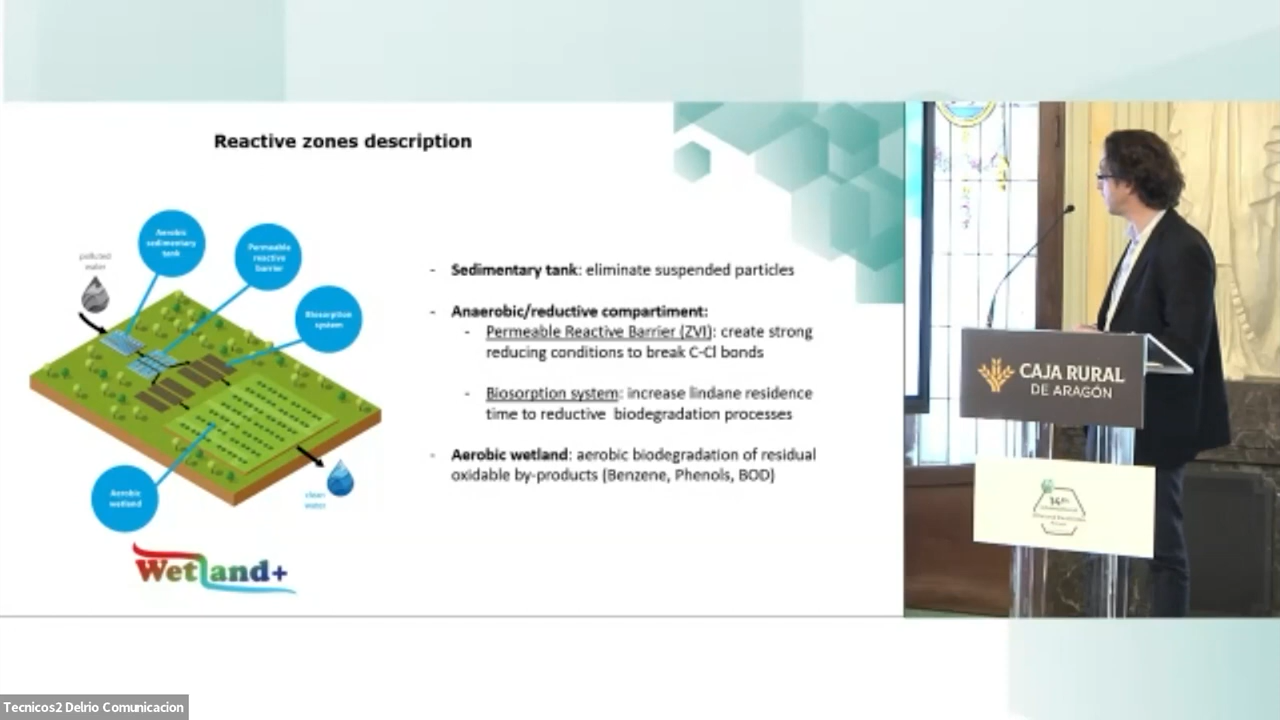 Reactive zones description
Aerobic
sedimentary
tank
Permeable
reactive
barrier
Biosorption
system
polluted
water
Aerobic
wetland
clean
water
Wetland+
- Sedimentary tank: eliminate suspended particles
- Anaerobic/reductive compartiment:
- Permeable Reactive Barrier (ZVI): create strong
reducing conditions to break C-Cl bonds
- Biosorption system: increase lindane residence
time to reductive biodegradation processes
- Aerobic wetland: aerobic biodegradation of residual
oxidable by-products (Benzene, Phenols, BOD)
CAJA RURAL
DE ARAGÓN
14th
Tecnicos2 Delrio Comunicacion